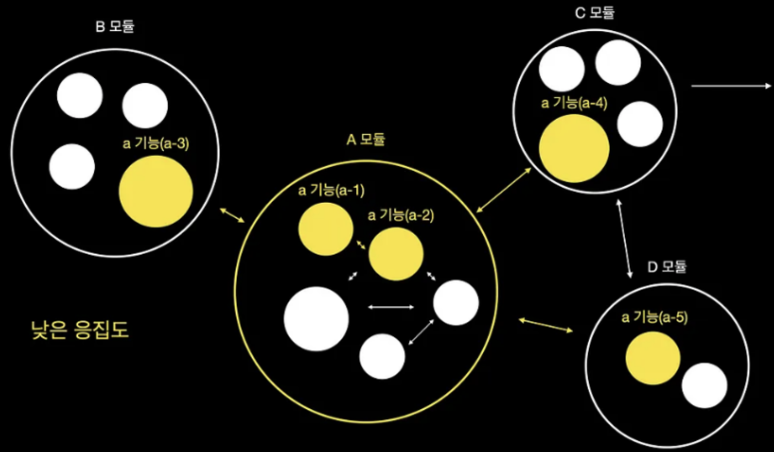 B 모듈
C 모듈
a 기능(a-4)
a 기능(a-3)
A 모듈
a 기능(a-1)
a 기능(a-2)
D 모듈
a 기능(a-5)
낮은 응집도